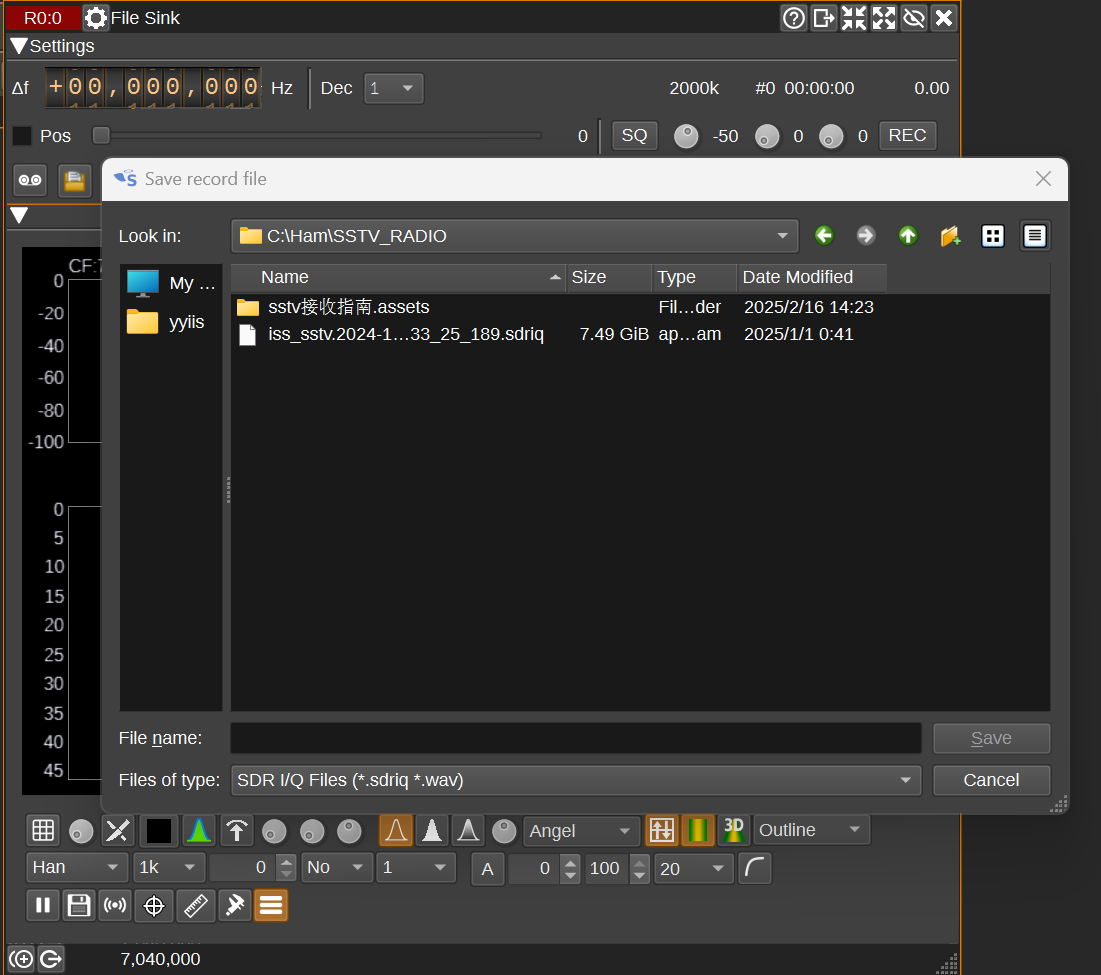 R0:0 File Sink
Settings
Δf +00,000,000 Hz Dec 1 2000k #0 00:00:00 0.00
Pos 0 SQ -50 0 0 REC
Save record file
Look in: C:\Ham\SSTV_RADIO
My ...
yyiis
Name Size Type Date Modified
sstv接收指南.assets Fil...der 2025/2/16 14:23
iss_sstv.2024-1...33_25_189.sdriq 7.49 GiB ap...am 2025/1/1 0:41
CF:
0
-20
-40
-60
-80
-100
0
5
10
15
20
25
30
35
40
45
File name: Save
Files of type: SDR I/Q Files (*.sdriq *.wav) Cancel
Angel 3D Outline
Han 1k 0 No 1 A 0 100 20
7,040,000